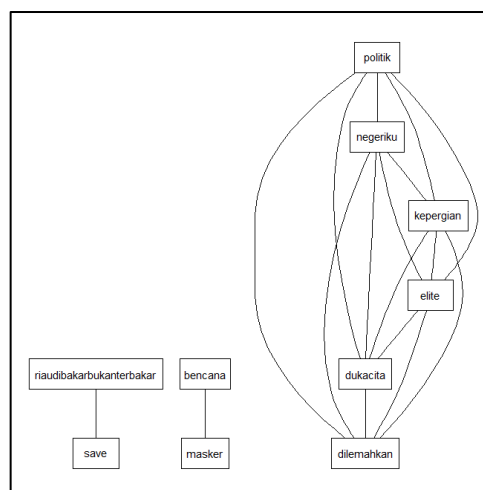 politik
negeriku
kepergian
elite
riaudibakarbukanterbakar
bencana
dukacita
save
masker
dilemahkan